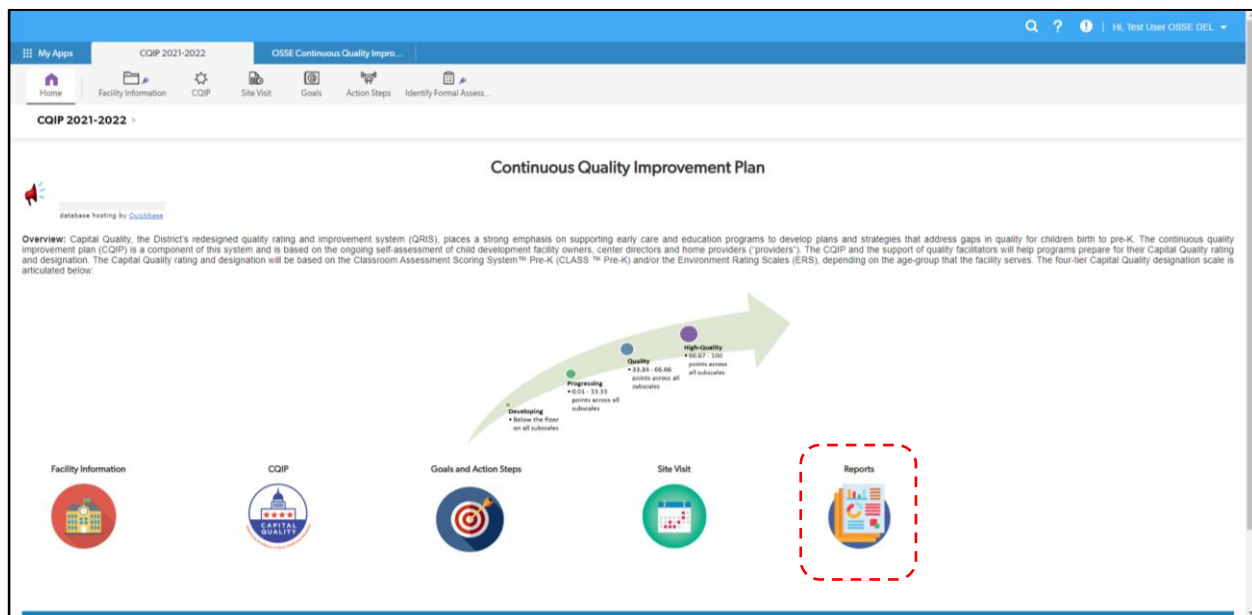 Hi, Test User OSSE DEL
My Apps
CQIP 2021-2022
OSSE Continuous Quality Impro...
Home
Facility Information
CQIP
Site Visit
Goals
Action Steps
Identify Formal Assess...
CQIP 2021-2022
Continuous Quality Improvement Plan
database hosting by Quickbase
Overview: Capital Quality, the District's redesigned quality rating and improvement system (QRIS), places a strong emphasis on supporting early care and education programs to develop plans and strategies that address gaps in quality for children birth to pre-K. The continuous quality
improvement plan (CQIP) is a component of this system and is based on the ongoing self-assessment of child development facility owners, center directors and home providers ("providers"). The CQIP and the support of quality facilitators will help programs prepare for their Capital Quality rating
and designation. The Capital Quality rating and designation will be based on the Classroom Assessment Scoring System™ Pre-K (CLASS ™ Pre-K) and/or the Environment Rating Scales (ERS), depending on the age-group that the facility serves. The four-tier Capital Quality designation scale is
articulated below:
High-Quality
• 66.67 - 100
points across
all subscales
Quality
• 33.34 - 66.66
points across all
subscales
Progressing
• 0.01 - 33.33
points across all
subscales
Developing
• Below the floor
on all subscales
Facility Information
CQIP
Goals and Action Steps
Site Visit
Reports
CAPITAL
QUALITY